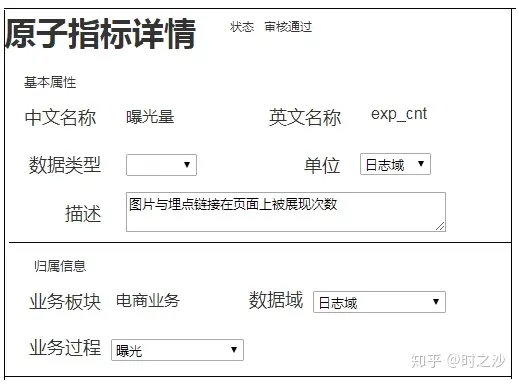 原子指标详情 状态 审核通过
基本属性
中文名称 曝光量 英文名称 exp_cnt
数据类型 单位 日志域
描述 图片与埋点链接在页面上被展现次数
归属信息
业务板块 电商业务 数据域 日志域
业务过程 曝光
知乎 @时之沙